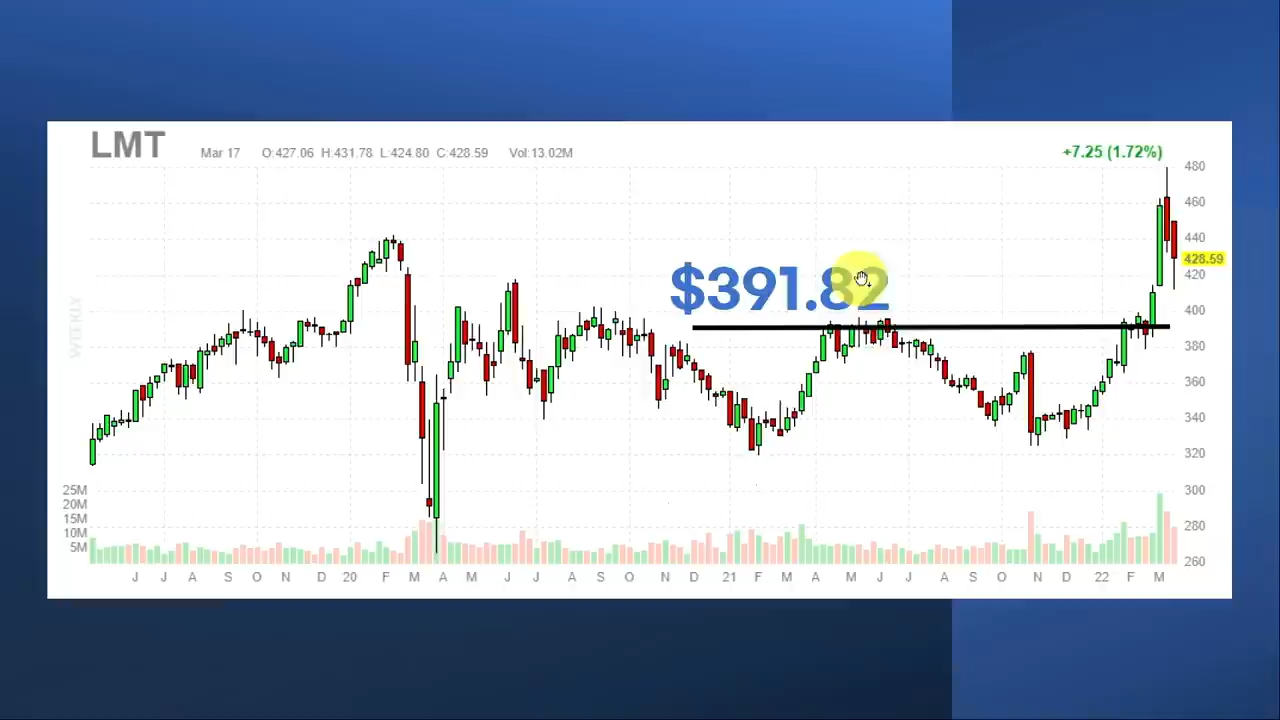 LMT
Mar 17 O:427.06 H:431.78 L:424.80 C:428.59 Vol:13.02M
+7.25 (1.72%)
480
460
440
428.59
420
$391.82
400
380
360
340
320
300
280
260
WEEKLY
25M
20M
15M
10M
5M
J J A S O N D 20 F M A M J J A S O N D 21 F M A M J J A S O N D 22 F M